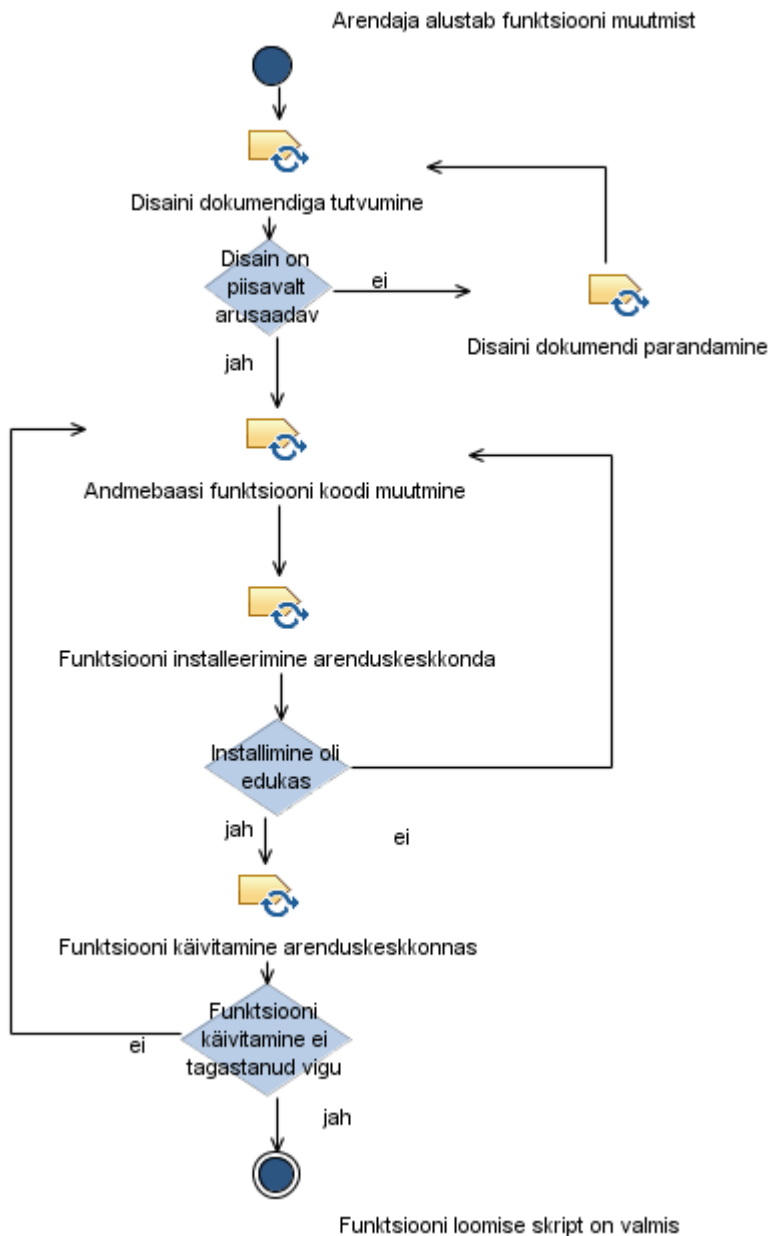 Arendaja alustab funktsiooni muutmist
Disaini dokumendiga tutvumine
Disain on
piisavalt
arusaadav
ei
Disaini dokumendi parandamine
jah
Andmebaasi funktsiooni koodi muutmine
Funktsiooni installeerimine arenduskeskkonda
Installimine oli
edukas
jah
ei
Funktsiooni käivitamine arenduskeskkonnas
Funktsiooni
käivitamine ei
tagastanud vigu
ei
jah
Funktsiooni loomise skript on valmis